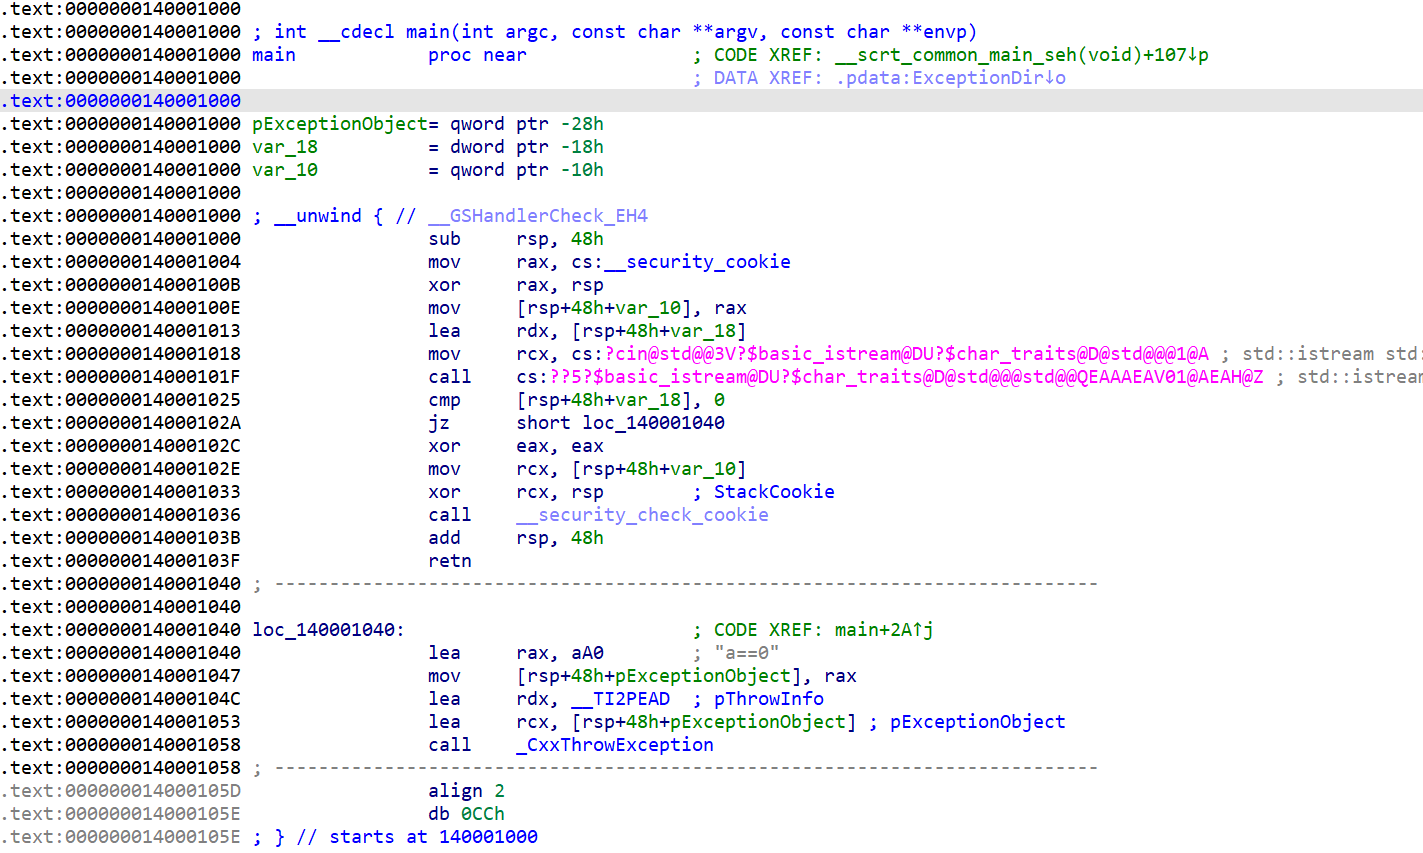 .text:0000000140001000
.text:0000000140001000 ; int __cdecl main(int argc, const char **argv, const char **envp)
.text:0000000140001000 main            proc near               ; CODE XREF: __scrt_common_main_seh(void)+107↓p
.text:0000000140001000                                         ; DATA XREF: .pdata:ExceptionDir↓o
.text:0000000140001000
.text:0000000140001000 pExceptionObject= qword ptr -28h
.text:0000000140001000 var_18          = dword ptr -18h
.text:0000000140001000 var_10          = qword ptr -10h
.text:0000000140001000
.text:0000000140001000 ; __unwind { // __GSHandlerCheck_EH4
.text:0000000140001000                 sub     rsp, 48h
.text:0000000140001004                 mov     rax, cs:__security_cookie
.text:000000014000100B                 xor     rax, rsp
.text:000000014000100E                 mov     [rsp+48h+var_10], rax
.text:0000000140001013                 lea     rdx, [rsp+48h+var_18]
.text:0000000140001018                 mov     rcx, cs:?cin@std@@3V?$basic_istream@DU?$char_traits@D@std@@@1@A ; std::istream std:
.text:000000014000101F                 call    cs:??5?$basic_istream@DU?$char_traits@D@std@@@std@@QEAAAEAV01@AEAH@Z ; std::istream
.text:0000000140001025                 cmp     [rsp+48h+var_18], 0
.text:000000014000102A                 jz      short loc_140001040
.text:000000014000102C                 xor     eax, eax
.text:000000014000102E                 mov     rcx, [rsp+48h+var_10]
.text:0000000140001033                 xor     rcx, rsp        ; StackCookie
.text:0000000140001036                 call    __security_check_cookie
.text:000000014000103B                 add     rsp, 48h
.text:000000014000103F                 retn
.text:0000000140001040 ; ---------------------------------------------------------------------------
.text:0000000140001040
.text:0000000140001040 loc_140001040:                          ; CODE XREF: main+2A↑j
.text:0000000140001040                 lea     rax, aA0        ; "a==0"
.text:0000000140001047                 mov     [rsp+48h+pExceptionObject], rax
.text:000000014000104C                 lea     rdx, __TI2PEAD  ; pThrowInfo
.text:0000000140001053                 lea     rcx, [rsp+48h+pExceptionObject] ; pExceptionObject
.text:0000000140001058                 call    _CxxThrowException
.text:0000000140001058 ; ---------------------------------------------------------------------------
.text:000000014000105D                 align 2
.text:000000014000105E                 db 0CCh
.text:000000014000105E ; } // starts at 140001000